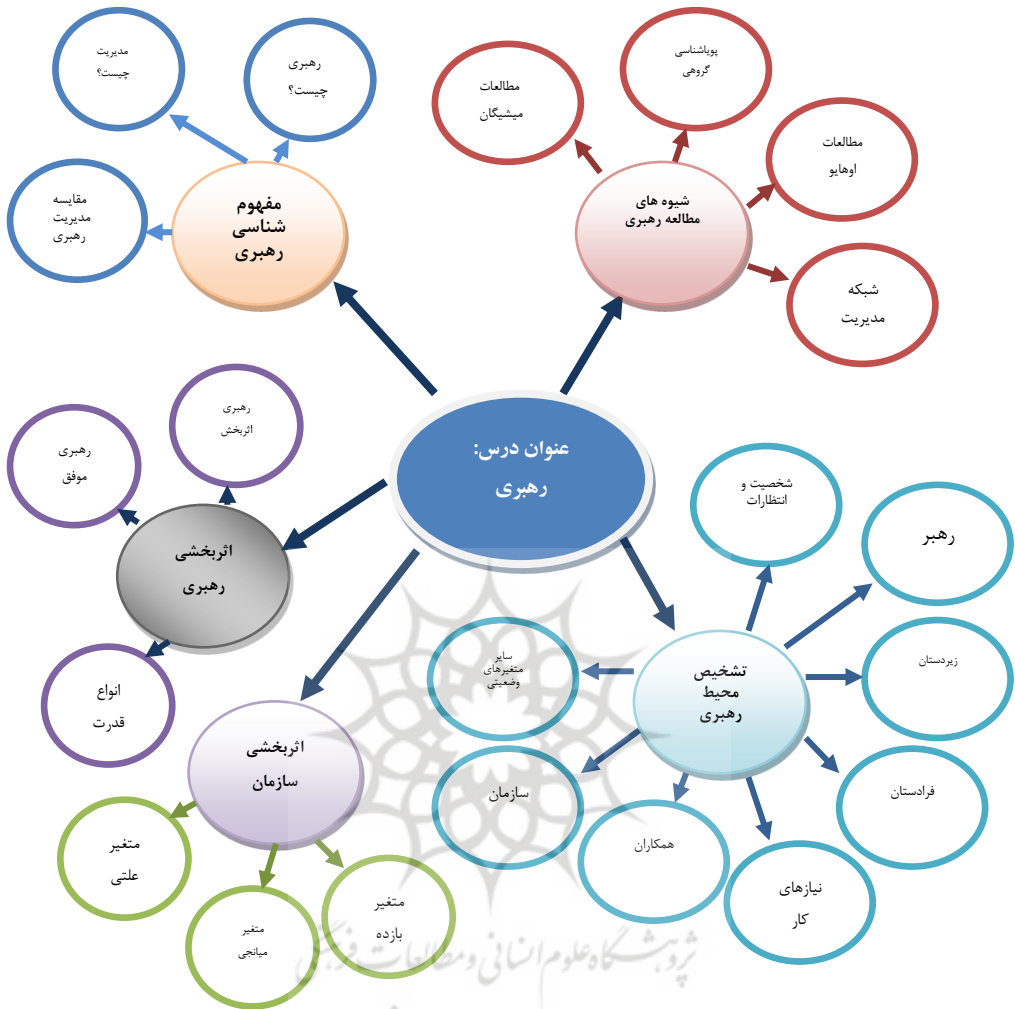 عنوان درس:
رهبری
مفهوم
شناسی
رهبری
رهبری
چیست؟
مدیریت
چیست؟
مقایسه
مدیریت
رهبری
شیوه های
مطالعه رهبری
مطالعات
میشیگان
پویاشناسی
گروهی
مطالعات
اوهایو
شبکه
مدیریت
تشخیص
محیط
رهبری
شخصیت و
انتظارات
رهبر
زیردستان
فرادستان
نیازهای
کار
همکاران
سازمان
سایر
متغیرهای
وضعیتی
اثربخشی
سازمان
متغیر
بازده
متغیر
میانجی
متغیر
علتی
اثربخشی
رهبری
رهبری
اثربخش
رهبری
موفق
انواع
قدرت
پژوهشگاه علوم انسانی و مطالعات فرهنگی